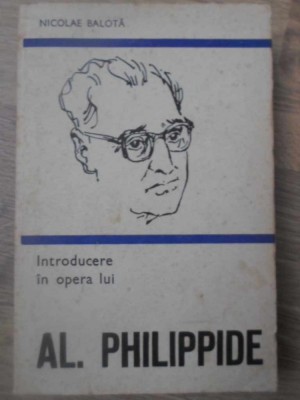 NICOLAE BALOTĂ
Introducere
în opera lui
AL. PHILIPPIDE